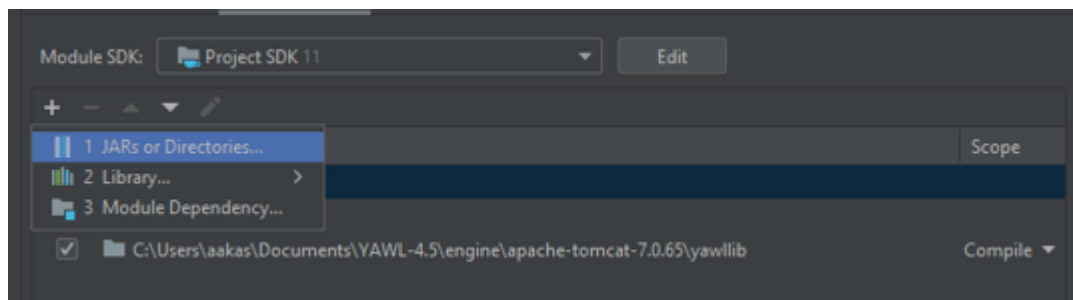 Module SDK: Project SDK 11 Edit
1 JARs or Directories...
Scope
2 Library...
3 Module Dependency...
C:\Users\aakas\Documents\YAWL-4.5\engine\apache-tomcat-7.0.65\yawllib Compile